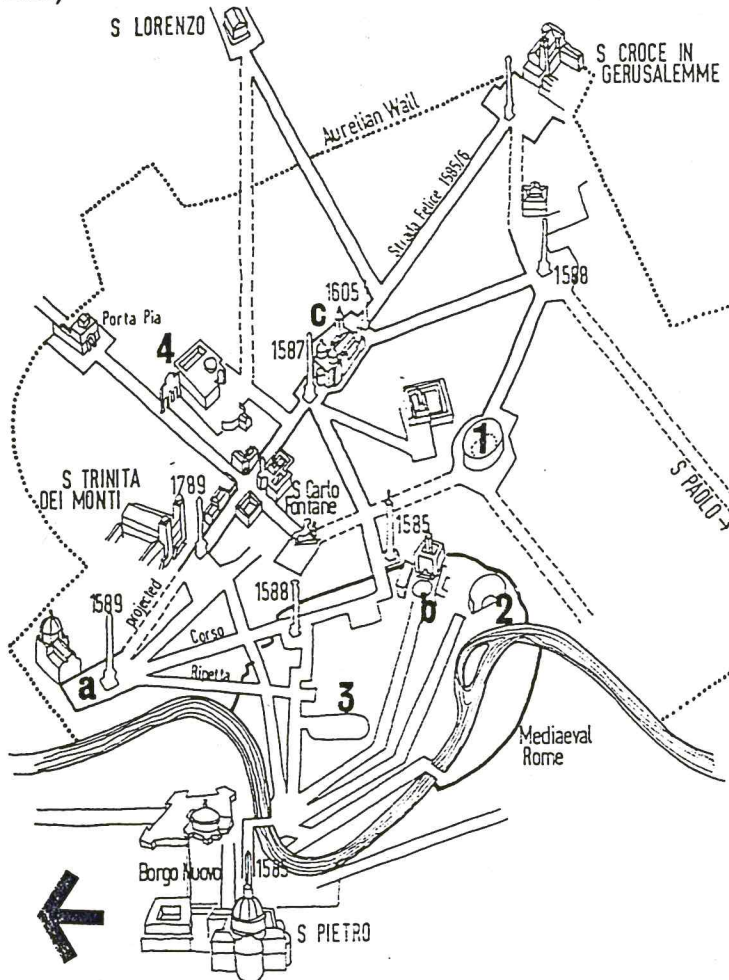 S LORENZO
S CROCE IN
GERUSALEMME
Aurelian Wall
Strada Felice 1585/6
1605
1588
C
Porta Pia
4
1587
1
S TRINITA
DEI MONTI
1789
S Carlo
Fontane
1585
S PAOLO →
projected
1588
1589
b
2
Corso
a
Ripetta
3
Mediaeval
Rome
Borgo Nuovo
1585
S PIETRO